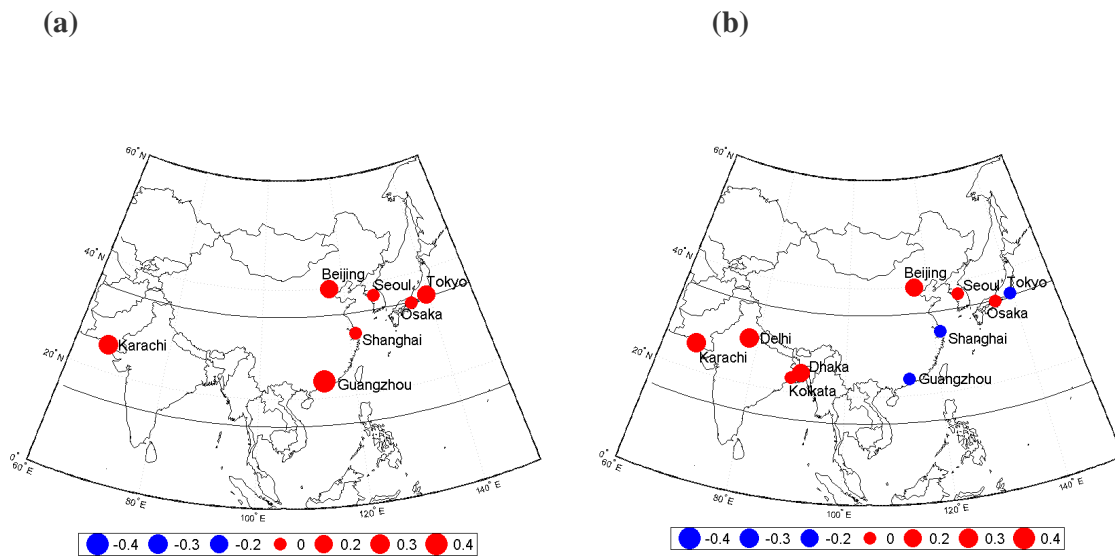 (a)
(b)
60°N
40°N
20°N
0°
60°E
80°E
100°E
120°E
140°E
Beijing
Seoul
Tokyo
Osaka
Shanghai
Karachi
Guangzhou
-0.4 -0.3 -0.2 0 0.2 0.3 0.4
60°N
40°N
20°N
0°
60°E
80°E
100°E
120°E
140°E
Beijing
Seoul
Tokyo
Osaka
Delhi
Shanghai
Karachi
Dhaka
Guangzhou
Kolkata
-0.4 -0.3 -0.2 0 0.2 0.3 0.4